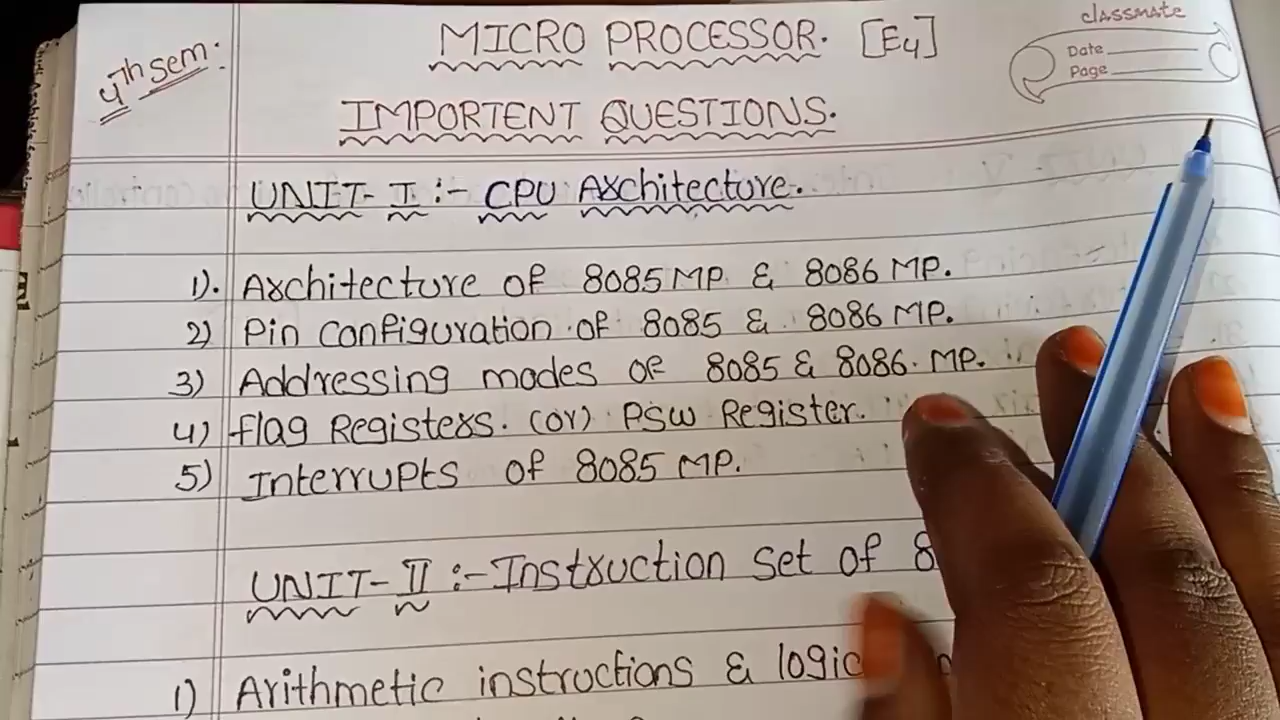 classmate
Date
Page
4th sem:
MICRO PROCESSOR. [E4]
IMPORTENT QUESTIONS.
UNIT- I :- CPU Architecture.
1). Architecture of 8085 MP & 8086 MP.
2) Pin configuration of 8085 & 8086 MP.
3) Addressing modes of 8085 & 8086. MP.
4) Flag Registers. (or) PSW Register.
5) Interrupts of 8085 MP.
UNIT- II :- Instruction set of 8
1) Arithmetic instructions & logic